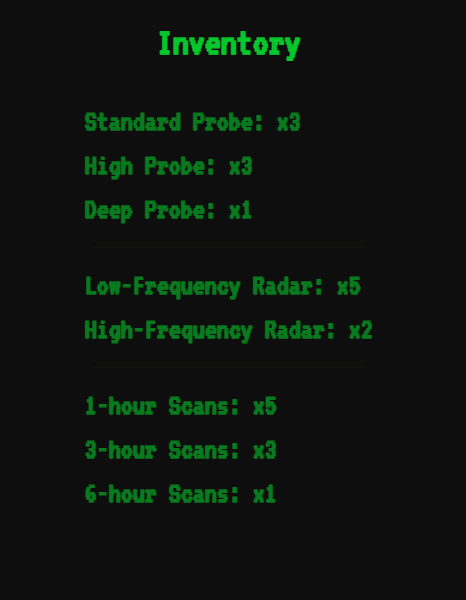 Inventory
Standard Probe: x3
High Probe: x3
Deep Probe: x1
Low-Frequency Radar: x5
High-Frequency Radar: x2
1-hour Scans: x5
3-hour Scans: x3
6-hour Scans: x1